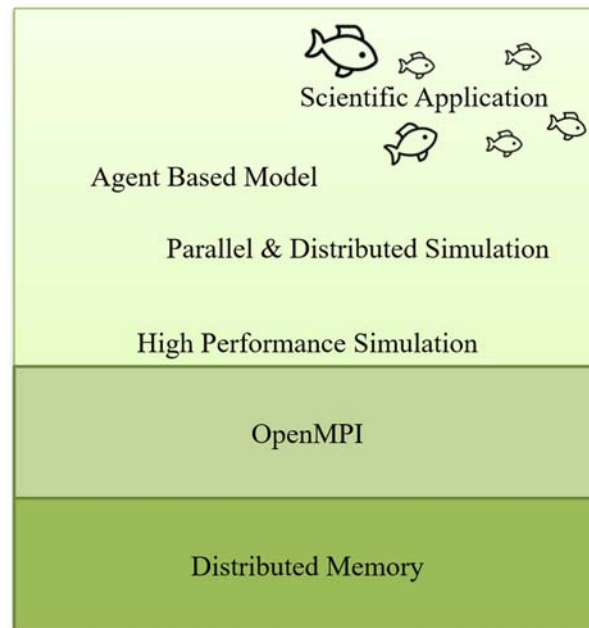 Scientific Application
Agent Based Model
Parallel & Distributed Simulation
High Performance Simulation
OpenMPI
Distributed Memory